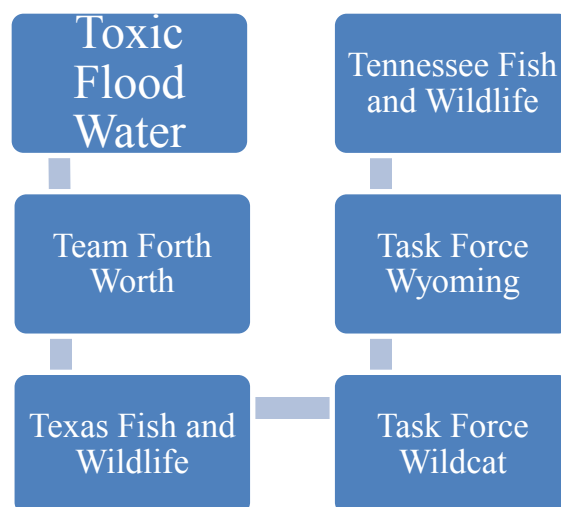 Toxic
Flood
Water
Team Forth
Worth
Texas Fish and
Wildlife
Task Force
Wildcat
Task Force
Wyoming
Tennessee Fish
and Wildlife